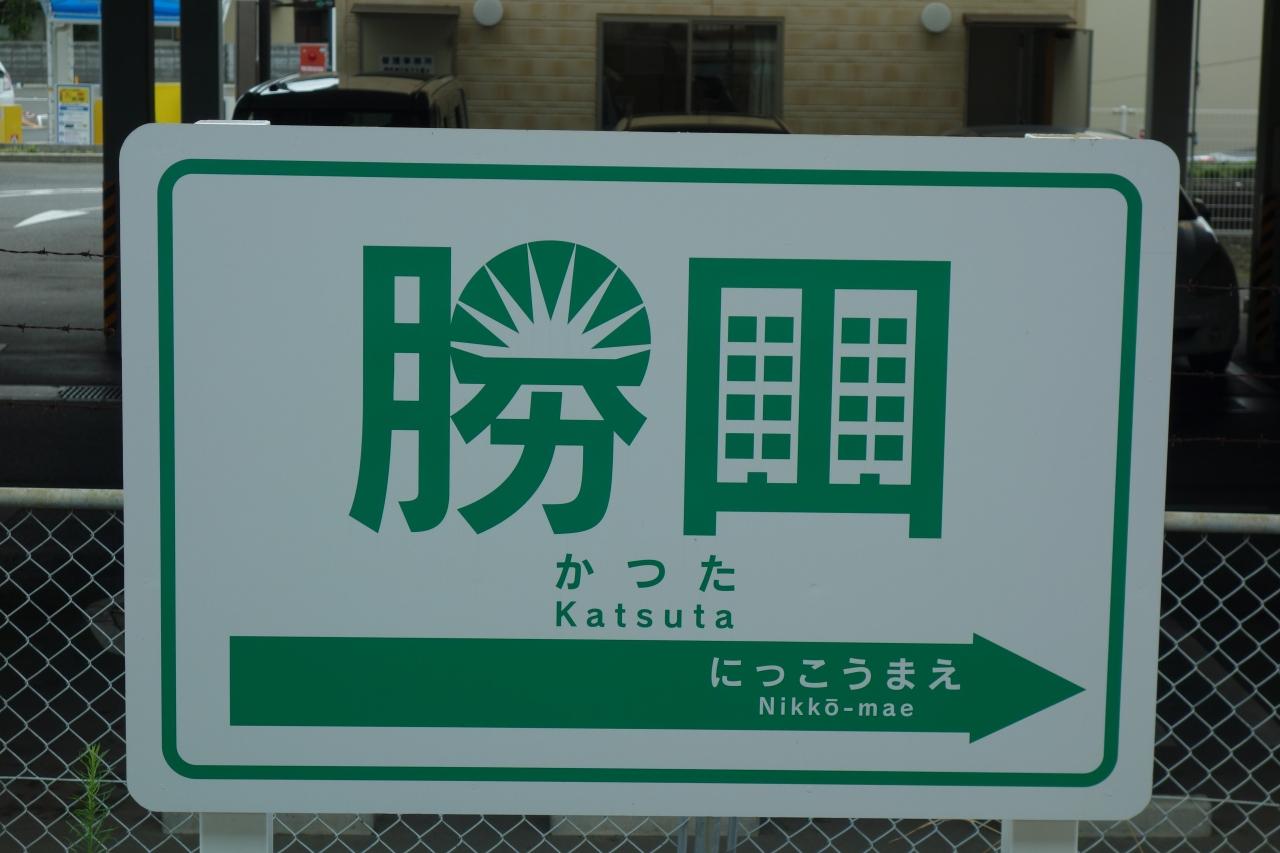 勝田
かつた
Katsuta
にっこうまえ
Nikkō-mae